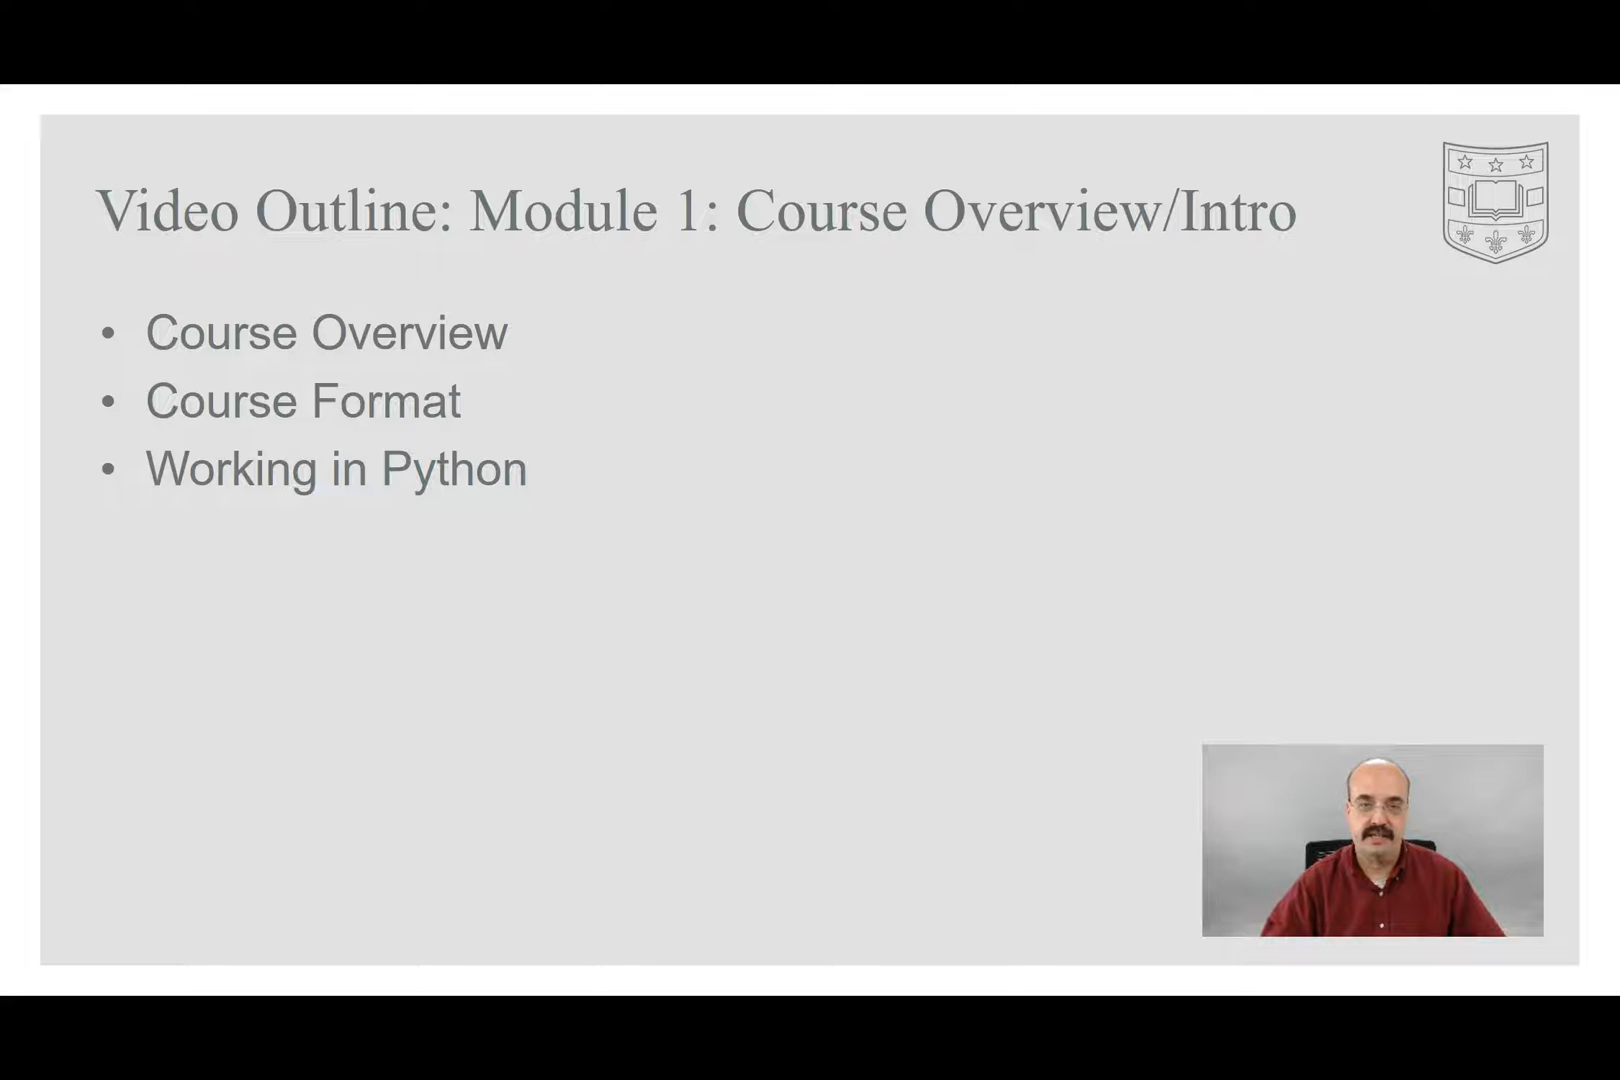 Video Outline: Module 1: Course Overview/Intro
• Course Overview
• Course Format
• Working in Python